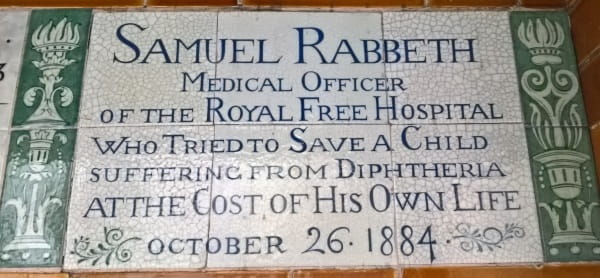 SAMUEL RABBETH
MEDICAL OFFICER
OF THE ROYAL FREE HOSPITAL
WHO TRIED TO SAVE A CHILD
SUFFERING FROM DIPHTHERIA
AT THE COST OF HIS OWN LIFE
OCTOBER 26·1884·
3